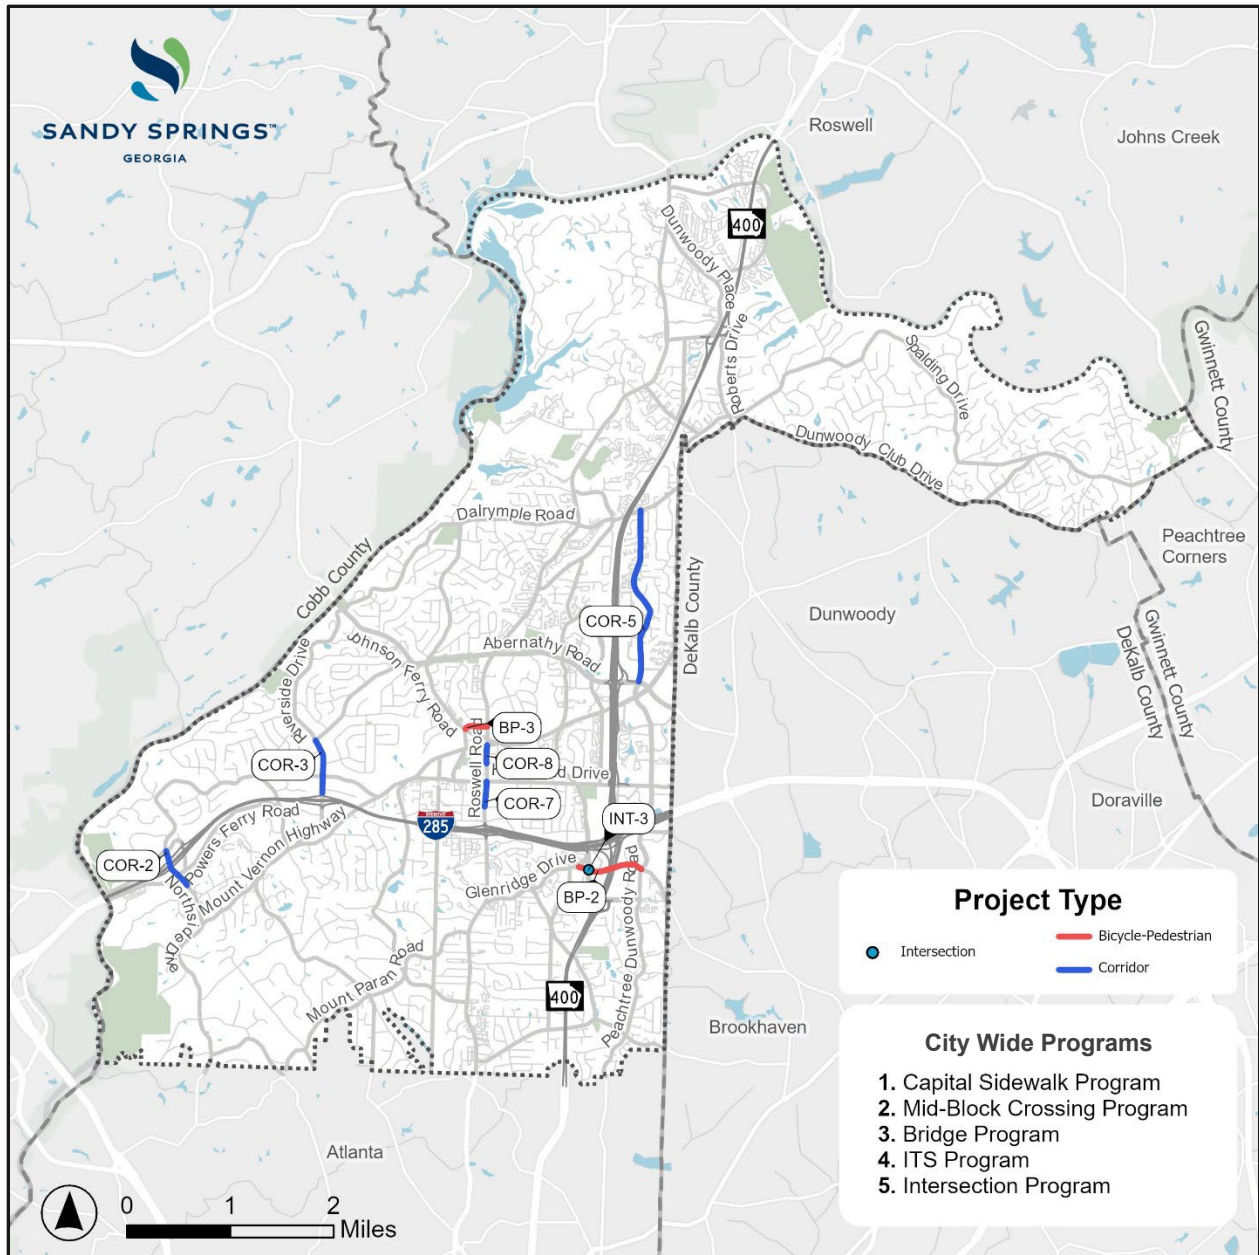 SANDY SPRINGS™
GEORGIA
Roswell
Johns Creek
400
Dunwoody Place
Roberts Drive
Spalding Drive
Gwinnett County
Dunwoody Club Drive
Dalrymple Road
Peachtree
Corners
Cobb County
DeKalb County
Dunwoody
Gwinnett County
DeKalb County
COR-5
Johnson Ferry Road
Abernathy Road
Riverside Drive
BP-3
COR-3
Roswell Road
COR-8
Drive
COR-7
Doraville
INT-3
285
Powers Ferry Road
Mount Vernon Highway
COR-2
Glenridge Drive
BP-2
Northside Drive
Peachtree Dunwoody Road
Mount Paran Road
400
Brookhaven
Atlanta
Project Type
Intersection
Bicycle-Pedestrian
Corridor
City Wide Programs
1. Capital Sidewalk Program
2. Mid-Block Crossing Program
3. Bridge Program
4. ITS Program
5. Intersection Program
0 1 2
Miles